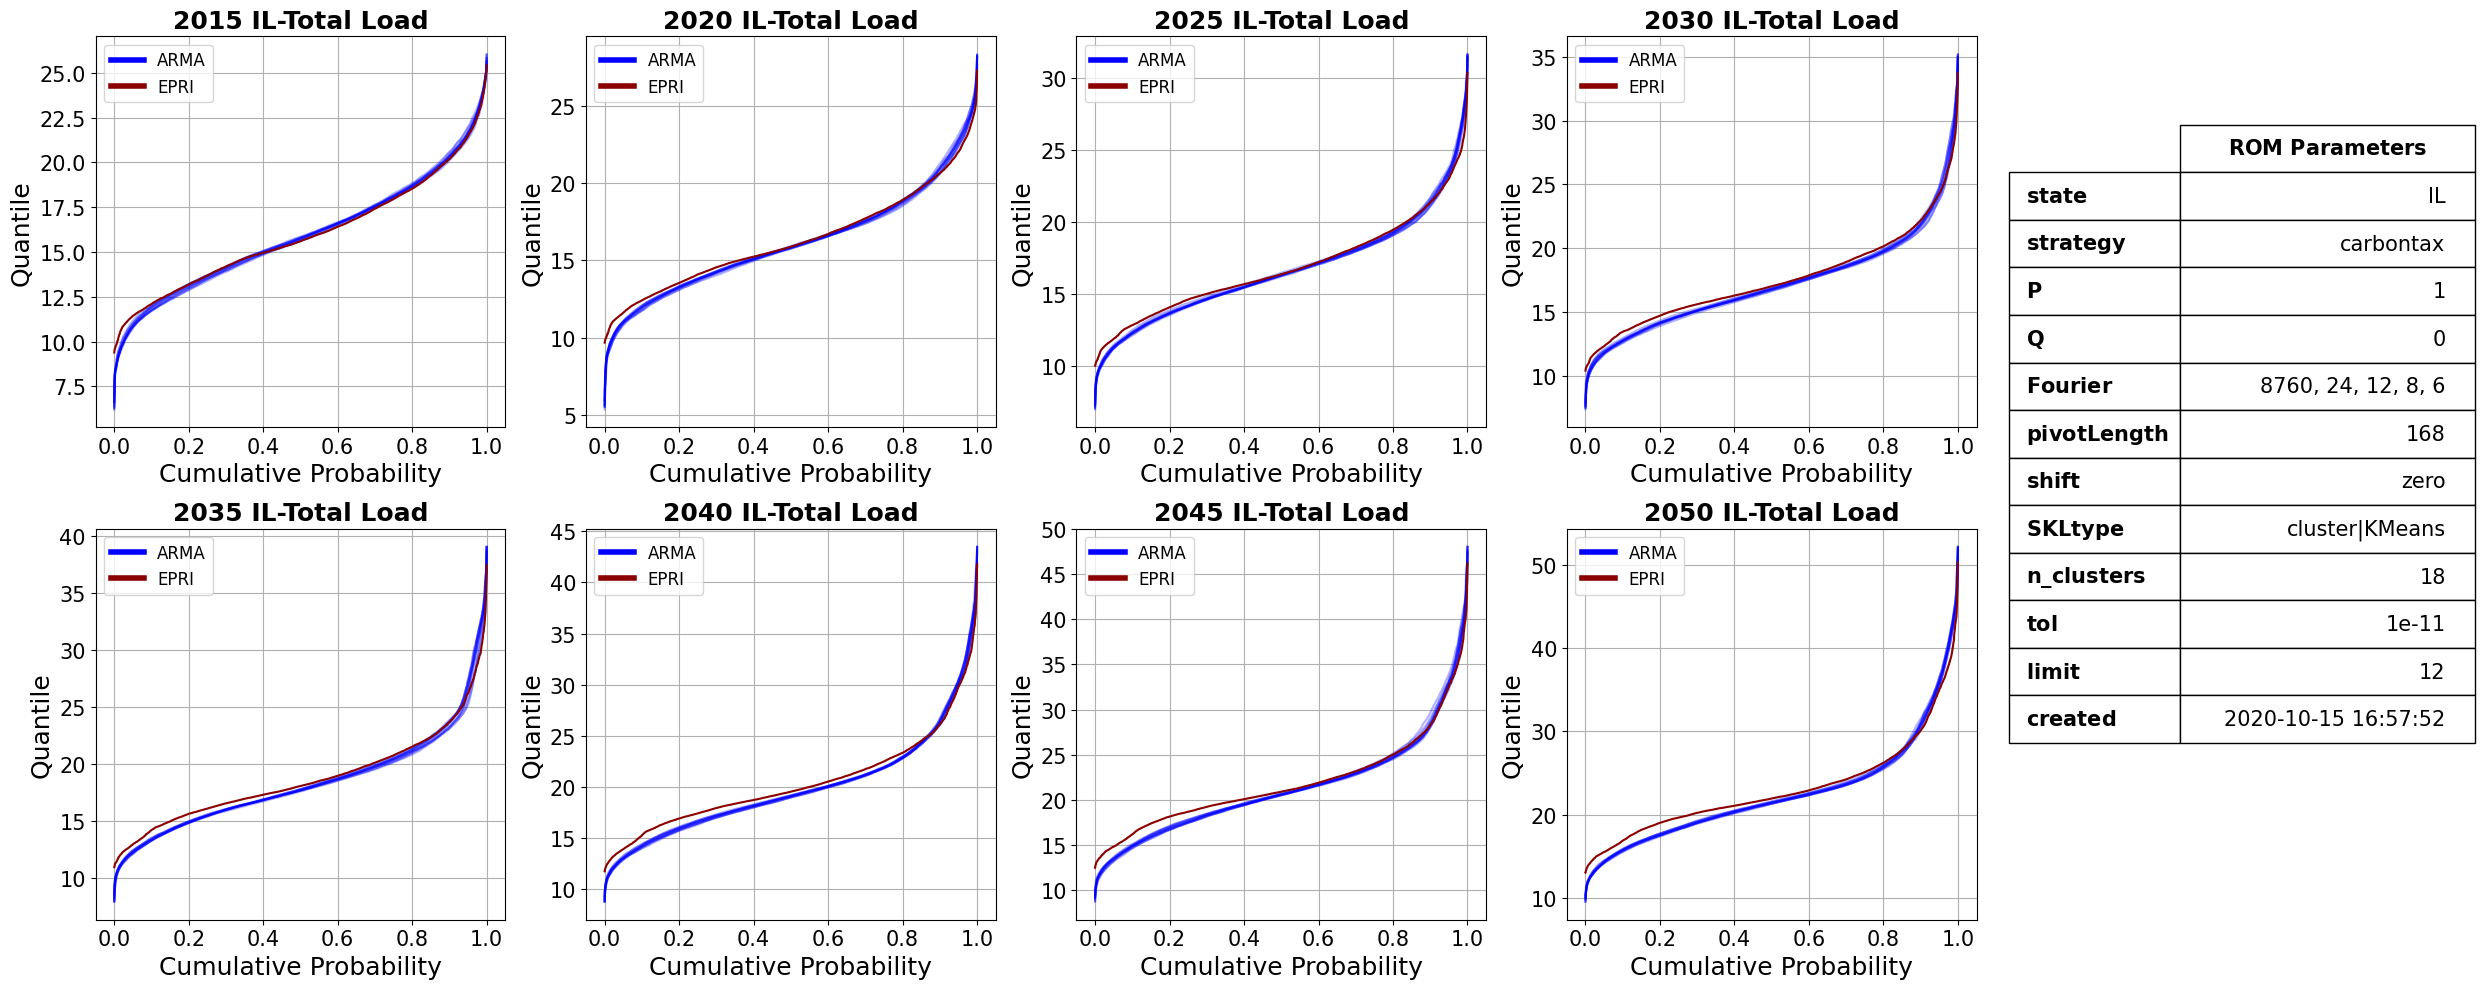 2015 IL-Total Load
ARMA
EPRI
25.0
22.5
20.0
17.5
15.0
12.5
10.0
7.5
Quantile
0.0 0.2 0.4 0.6 0.8 1.0
Cumulative Probability
2020 IL-Total Load
ARMA
EPRI
25
20
15
10
5
Quantile
0.0 0.2 0.4 0.6 0.8 1.0
Cumulative Probability
2025 IL-Total Load
ARMA
EPRI
30
25
20
15
10
Quantile
0.0 0.2 0.4 0.6 0.8 1.0
Cumulative Probability
2030 IL-Total Load
ARMA
EPRI
35
30
25
20
15
10
Quantile
0.0 0.2 0.4 0.6 0.8 1.0
Cumulative Probability
2035 IL-Total Load
ARMA
EPRI
40
35
30
25
20
15
10
Quantile
0.0 0.2 0.4 0.6 0.8 1.0
Cumulative Probability
2040 IL-Total Load
ARMA
EPRI
45
40
35
30
25
20
15
10
Quantile
0.0 0.2 0.4 0.6 0.8 1.0
Cumulative Probability
2045 IL-Total Load
ARMA
EPRI
50
45
40
35
30
25
20
15
10
Quantile
0.0 0.2 0.4 0.6 0.8 1.0
Cumulative Probability
2050 IL-Total Load
ARMA
EPRI
50
40
30
20
10
Quantile
0.0 0.2 0.4 0.6 0.8 1.0
Cumulative Probability
ROM Parameters
state IL
strategy carbontax
P 1
Q 0
Fourier 8760, 24, 12, 8, 6
pivotLength 168
shift zero
SKLtype cluster|KMeans
n_clusters 18
tol 1e-11
limit 12
created 2020-10-15 16:57:52